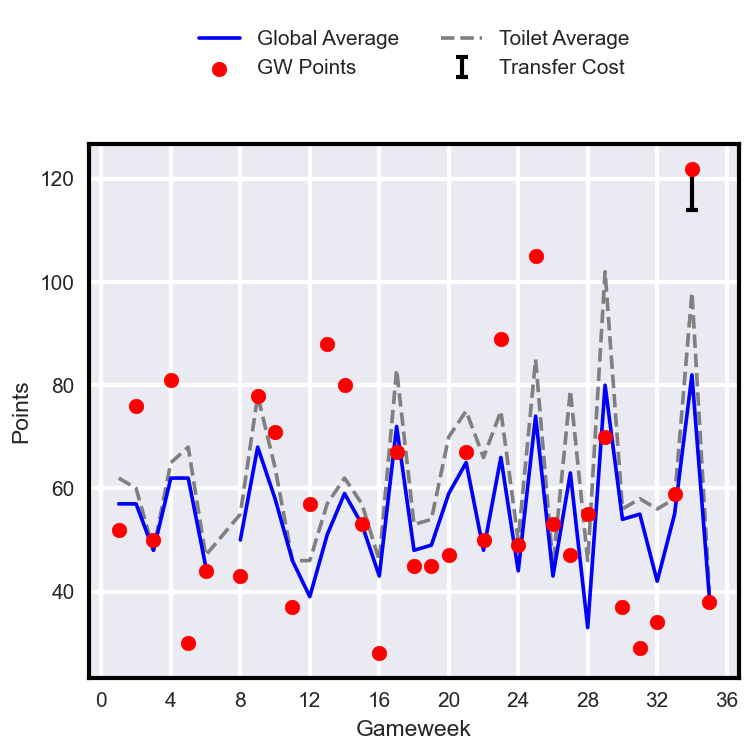 Global Average
Toilet Average
GW Points
Transfer Cost
120
100
80
60
40
Points
0 4 8 12 16 20 24 28 32 36
Gameweek